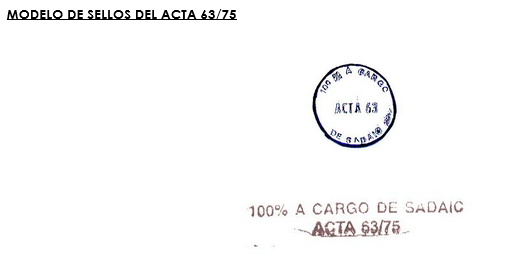 MODELO DE SELLOS DEL ACTA 63/75
100 % A CARGO
ACTA 63
DE SADAIC
100% A CARGO DE SADAIC
ACTA 63/75